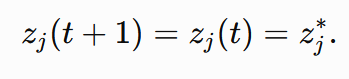 z_j(t + 1) = z_j(t) = z_j^*.